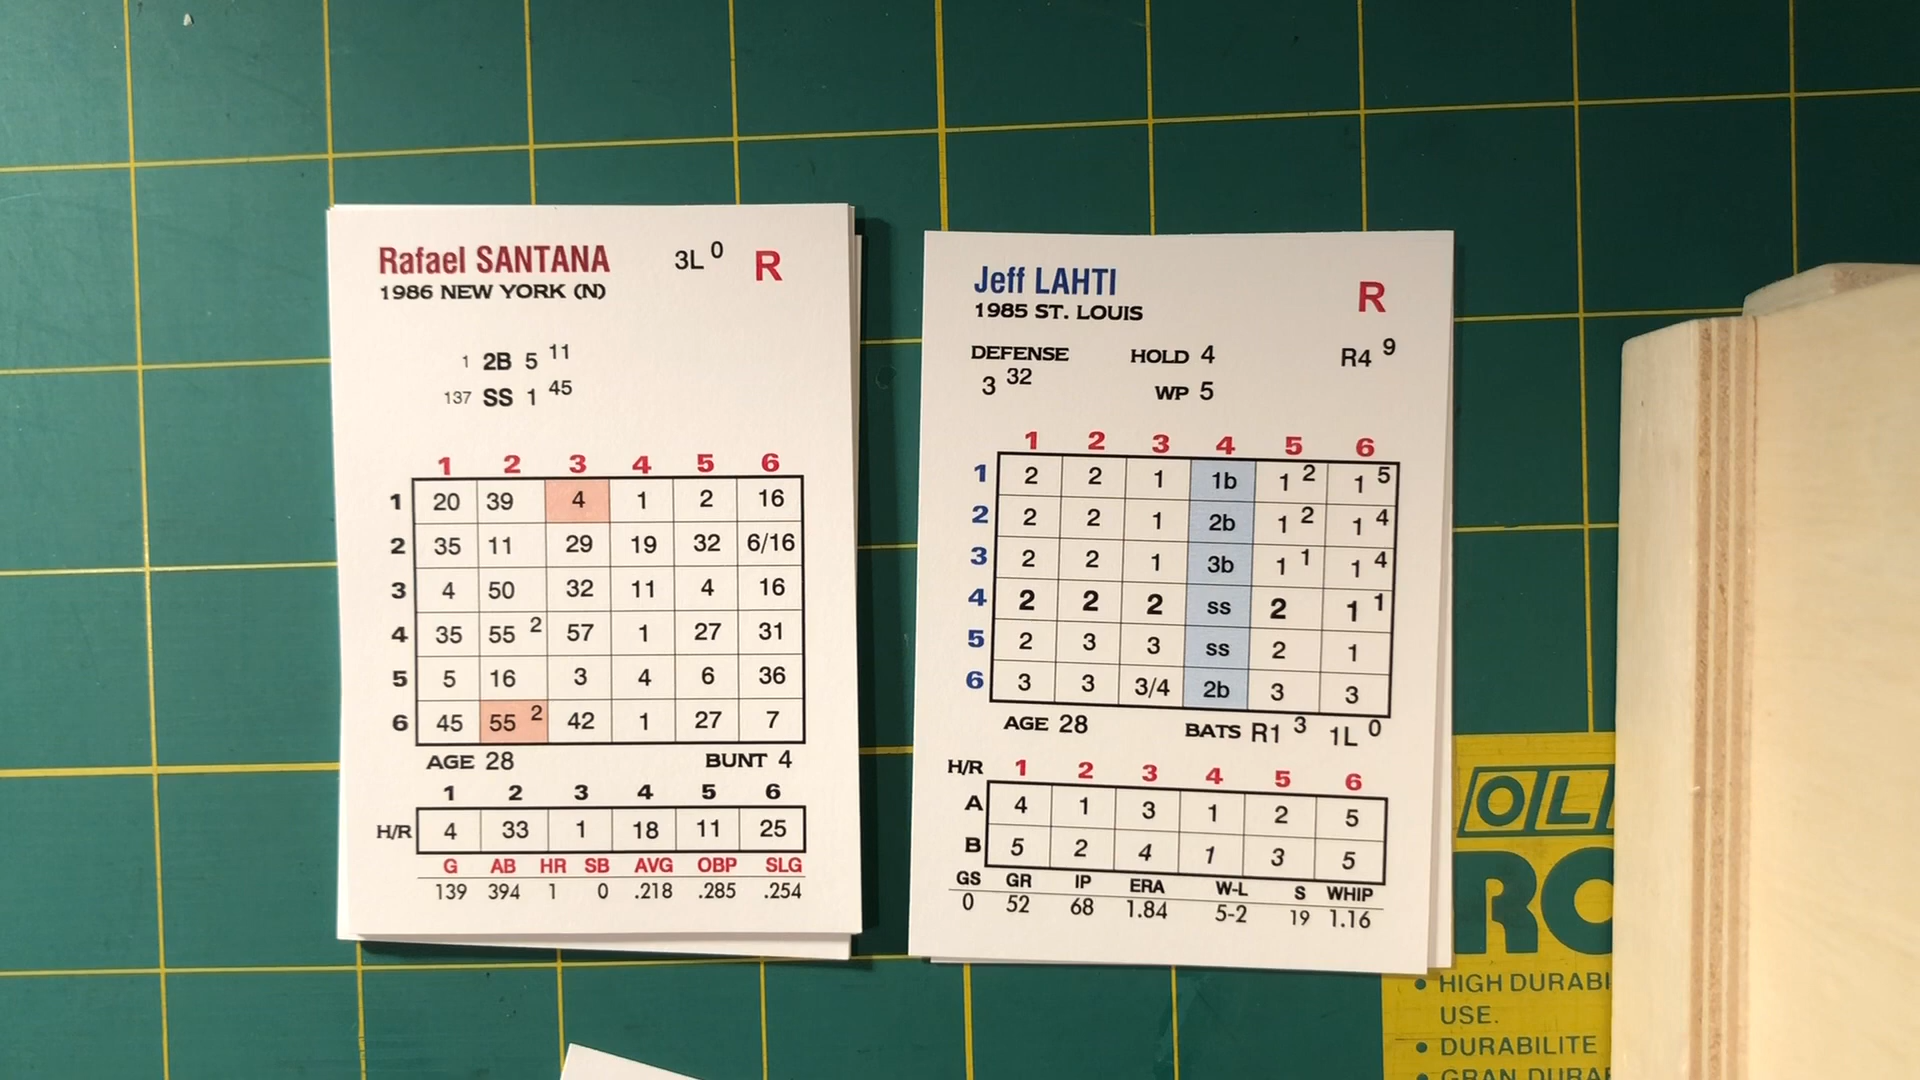 Rafael SANTANA 3L 0 R
1986 NEW YORK (N)
1 2B 5 11
137 SS 1 45
1 2 3 4 5 6
1 20 39 4 1 2 16
2 35 11 29 19 32 6/16
3 4 50 32 11 4 16
4 35 55 2 57 1 27 31
5 5 16 3 4 6 36
6 45 55 2 42 1 27 7
AGE 28 BUNT 4
1 2 3 4 5 6
H/R 4 33 1 18 11 25
G AB HR SB AVG OBP SLG
139 394 1 0 .218 .285 .254
Jeff LAHTI R
1985 ST. LOUIS
DEFENSE HOLD 4 R4 9
3 32 WP 5
1 2 3 4 5 6
1 2 2 1 1b 1 2 1 5
2 2 2 1 2b 1 2 1 4
3 2 2 1 3b 1 1 1 4
4 2 2 2 ss 2 1 1
5 2 3 3 ss 2 1
6 3 3 3/4 2b 3 3
AGE 28 BATS R1 3 1L 0
H/R 1 2 3 4 5 6
A 4 1 3 1 2 5
B 5 2 4 1 3 5
GS GR IP ERA W-L S WHIP
0 52 68 1.84 5-2 19 1.16
OL
• HIGH DURABI
USE.
• DURABILITE
• GRAN DURA